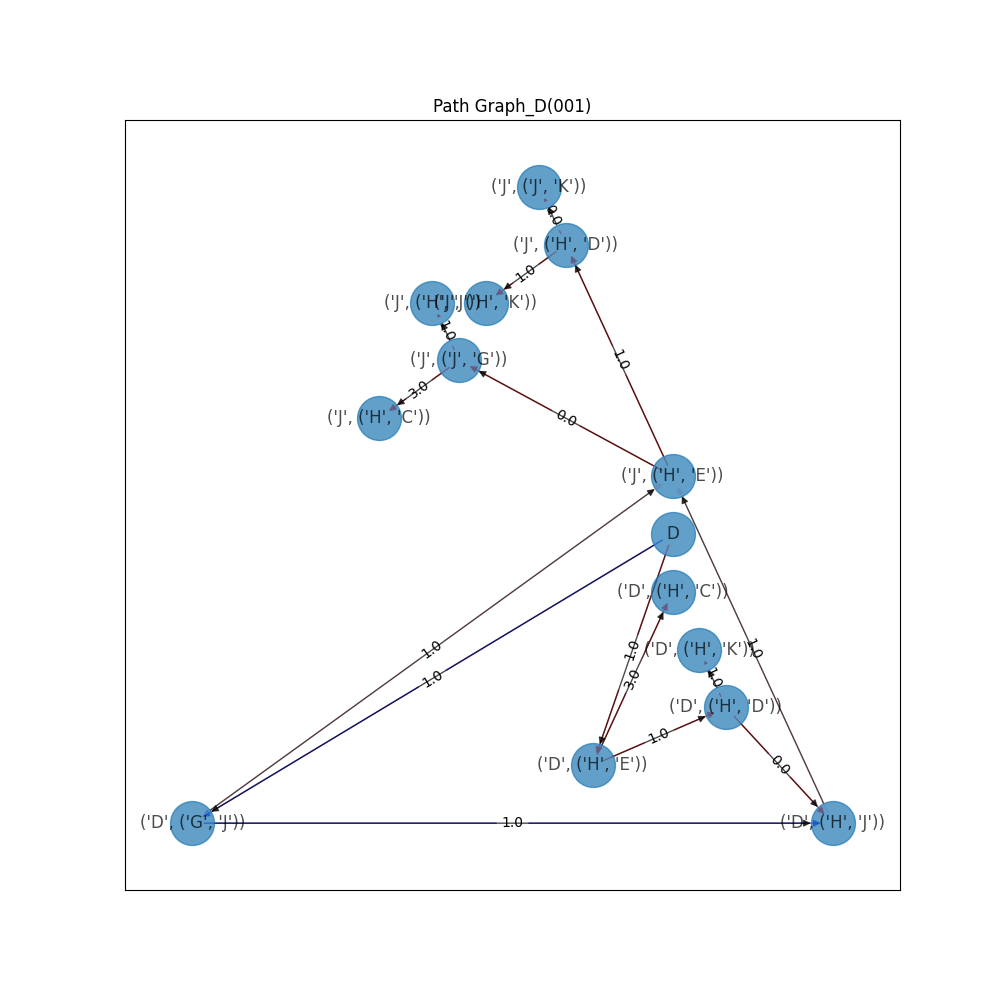 Path Graph_D(001)
('J', ('J', 'K'))
0.0
('J', ('H', 'D'))
1.0
('J', ('H', 'J'))
('J', ('H', 'K'))
1.0
('J', ('J', 'G'))
1.0
3.0
0.0
('J', ('H', 'C'))
('J', ('H', 'E'))
D
('D', ('H', 'C'))
1.0
1.0
1.0
('D', ('H', 'K'))
1.0
3.0
1.0
('D', ('H', 'D'))
1.0
('D', ('H', 'E'))
0.0
('D', ('G', 'J'))
1.0
('D', ('H', 'J'))